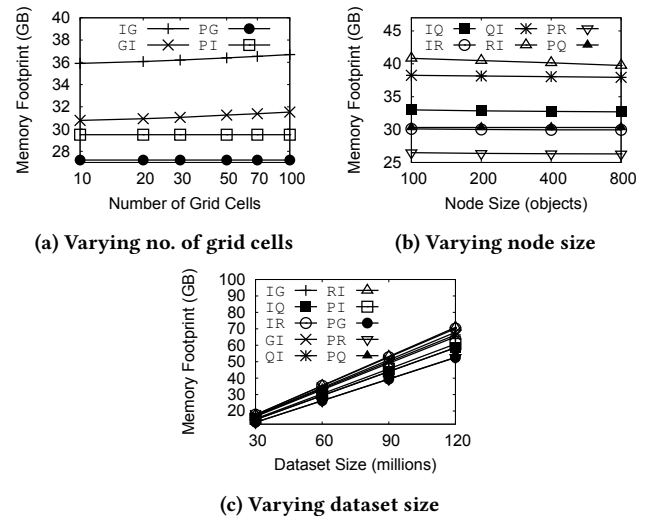 Memory Footprint (GB)
40
38
36
34
32
30
28
IG PG
GI PI
10 20 30 50 70 100
Number of Grid Cells
(a) Varying no. of grid cells
Memory Footprint (GB)
45
40
35
30
25
IQ QI PR
IR RI PQ
100 200 400 800
Node Size (objects)
(b) Varying node size
Memory Footprint (GB)
100
90
80
70
60
50
40
30
20
IG RI
IQ PI
IR PG
GI PR
QI PQ
30 60 90 120
Dataset Size (millions)
(c) Varying dataset size